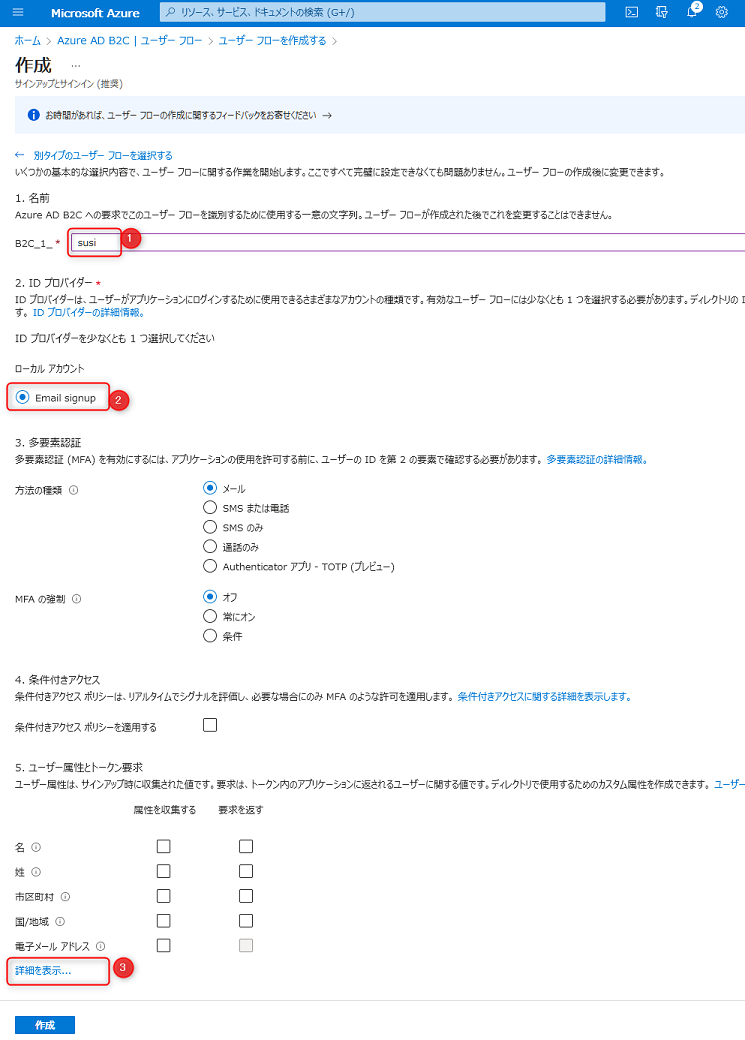 Microsoft Azure
リソース、サービス、ドキュメントの検索 (G+/)
2
ホーム > Azure AD B2C | ユーザー フロー > ユーザー フローを作成する >
作成 …
サインアップとサインイン (推奨)
お時間があれば、ユーザー フローの作成に関するフィードバックをお寄せください →
← 別タイプのユーザー フローを選択する
いくつかの基本的な選択内容で、ユーザー フローに関する作業を開始します。ここですべて完璧に設定できなくても問題ありません。ユーザー フローの作成後に変更できます。
1. 名前
Azure AD B2C への要求でこのユーザー フローを識別するために使用する一意の文字列。ユーザー フローが作成された後でこれを変更することはできません。
B2C_1_ * susi 1
2. ID プロバイダー *
ID プロバイダーは、ユーザーがアプリケーションにログインするために使用できるさまざまなアカウントの種類です。有効なユーザー フローには少なくとも 1 つを選択する必要があります。ディレクトリの I
す。ID プロバイダーの詳細情報。
ID プロバイダーを少なくとも 1 つ選択してください
ローカル アカウント
Email signup 2
3. 多要素認証
多要素認証 (MFA) を有効にするには、アプリケーションの使用を許可する前に、ユーザーの ID を第 2 の要素で確認する必要があります。多要素認証の詳細情報。
方法の種類 メール
SMS または電話
SMS のみ
通話のみ
Authenticator アプリ - TOTP (プレビュー)
MFA の強制 オフ
常にオン
条件
4. 条件付きアクセス
条件付きアクセス ポリシーは、リアルタイムでシグナルを評価し、必要な場合にのみ MFA のような許可を適用します。条件付きアクセスに関する詳細を表示します。
条件付きアクセス ポリシーを適用する
5. ユーザー属性とトークン要求
ユーザー属性は、サインアップ時に収集された値です。要求は、トークン内のアプリケーションに返されるユーザーに関する値です。ディレクトリで使用するためのカスタム属性を作成できます。ユーザー
属性を収集する 要求を返す
名
姓
市区町村
国/地域
電子メール アドレス
詳細を表示... 3
作成